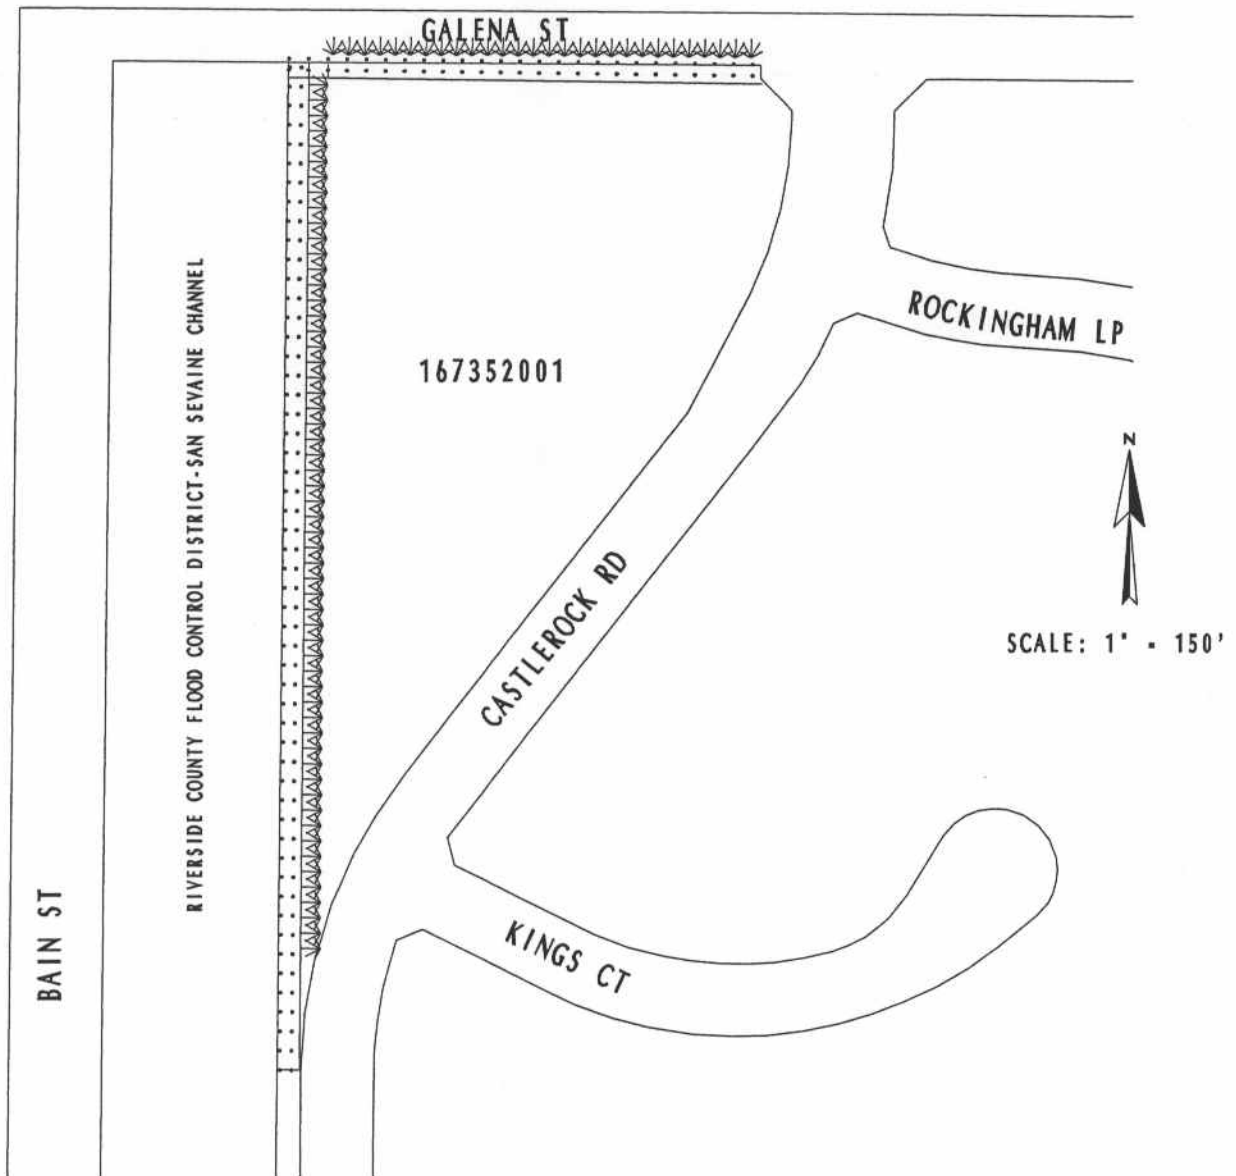 GALENA ST
RIVERSIDE COUNTY FLOOD CONTROL DISTRICT-SAN SEVAINE CHANNEL
167352001
ROCKINGHAM LP
N
SCALE: 1" = 150'
CASTLEROCK RD
BAIN ST
KINGS CT